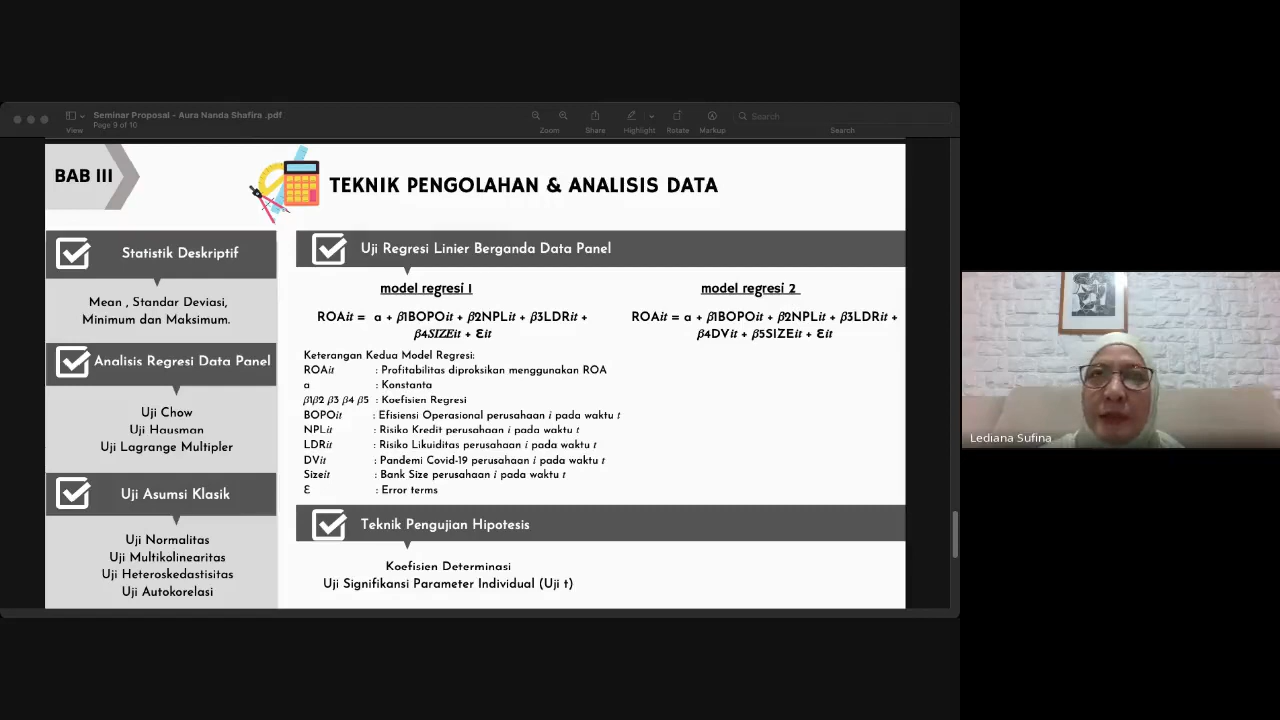 Seminar Proposal - Aura Nanda Shafira .pdf
Page 9 of 10
View
Zoom
Share
Highlight
Rotate
Markup
Search
Search
BAB III
TEKNIK PENGOLAHAN & ANALISIS DATA
Statistik Deskriptif
Mean , Standar Deviasi,
Minimum dan Maksimum.
Analisis Regresi Data Panel
Uji Chow
Uji Hausman
Uji Lagrange Multipler
Uji Asumsi Klasik
Uji Normalitas
Uji Multikolinearitas
Uji Heteroskedastisitas
Uji Autokorelasi
Uji Regresi Linier Berganda Data Panel
model regresi 1
ROAit = a + β1BOPOit + β2NPLit + β3LDRit +
β4SIZEit + Ɛit
model regresi 2
ROAit = a + β1BOPOit + β2NPLit + β3LDRit +
β4DVit + β5SIZEit + Ɛit
Keterangan Kedua Model Regresi:
ROAit : Profitabilitas diproksikan menggunakan ROA
a : Konstanta
β1β2 β3 β4 β5 : Koefisien Regresi
BOPOit : Efisiensi Operasional perusahaan i pada waktu t
NPLit : Risiko Kredit perusahaan i pada waktu t
LDRit : Risiko Likuiditas perusahaan i pada waktu t
DVit : Pandemi Covid-19 perusahaan i pada waktu t
Sizeit : Bank Size perusahaan i pada waktu t
Ɛ : Error terms
Teknik Pengujian Hipotesis
Koefisien Determinasi
Uji Signifikansi Parameter Individual (Uji t)
Lediana Sufina